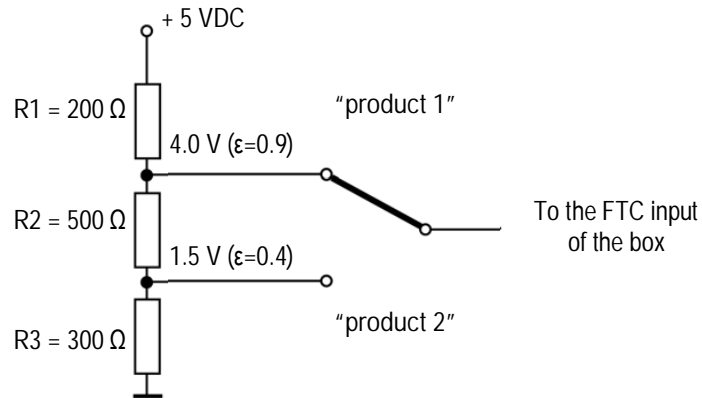 + 5 VDC
R1 = 200 Ω
"product 1"
4.0 V (ε=0.9)
R2 = 500 Ω
To the FTC input
of the box
1.5 V (ε=0.4)
"product 2"
R3 = 300 Ω